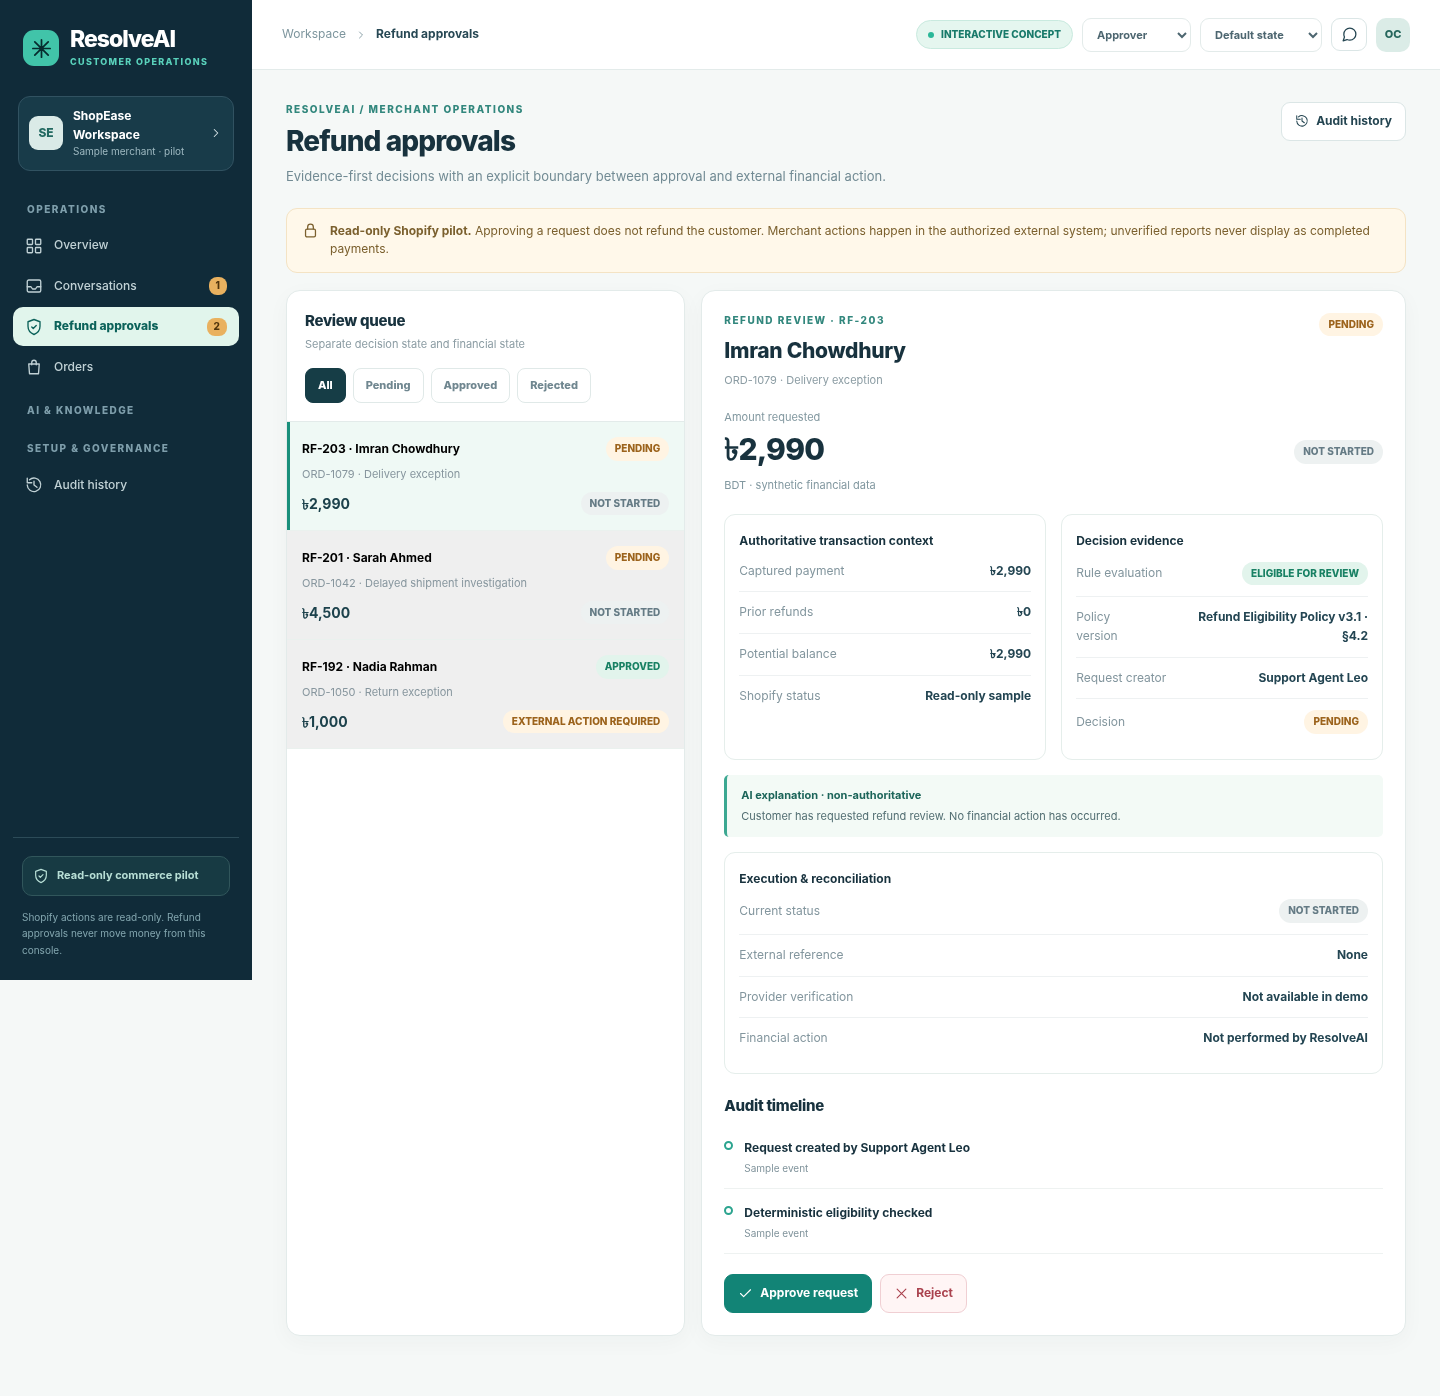 ResolveAI
CUSTOMER OPERATIONS
SE
ShopEase
Workspace
Sample merchant · pilot
OPERATIONS
Overview
Conversations 1
Refund approvals 2
Orders
AI & KNOWLEDGE
SETUP & GOVERNANCE
Audit history
Read-only commerce pilot
Shopify actions are read-only. Refund
approvals never move money from this
console.
Workspace Refund approvals
INTERACTIVE CONCEPT
Approver
Default state
OC
RESOLVEAI / MERCHANT OPERATIONS
Refund approvals
Evidence-first decisions with an explicit boundary between approval and external financial action.
Audit history
Read-only Shopify pilot. Approving a request does not refund the customer. Merchant actions happen in the authorized external system; unverified reports never display as completed
payments.
Review queue
Separate decision state and financial state
All Pending Approved Rejected
RF-203 · Imran Chowdhury PENDING
ORD-1079 · Delivery exception
৳2,990 NOT STARTED
RF-201 · Sarah Ahmed PENDING
ORD-1042 · Delayed shipment investigation
৳4,500 NOT STARTED
RF-192 · Nadia Rahman APPROVED
ORD-1050 · Return exception
৳1,000 EXTERNAL ACTION REQUIRED
REFUND REVIEW · RF-203
PENDING
Imran Chowdhury
ORD-1079 · Delivery exception
Amount requested
৳2,990 NOT STARTED
BDT · synthetic financial data
Authoritative transaction context
Captured payment ৳2,990
Prior refunds ৳0
Potential balance ৳2,990
Shopify status Read-only sample
Decision evidence
Rule evaluation ELIGIBLE FOR REVIEW
Policy Refund Eligibility Policy v3.1 ·
version §4.2
Request creator Support Agent Leo
Decision PENDING
AI explanation · non-authoritative
Customer has requested refund review. No financial action has occurred.
Execution & reconciliation
Current status NOT STARTED
External reference None
Provider verification Not available in demo
Financial action Not performed by ResolveAI
Audit timeline
Request created by Support Agent Leo
Sample event
Deterministic eligibility checked
Sample event
Approve request Reject